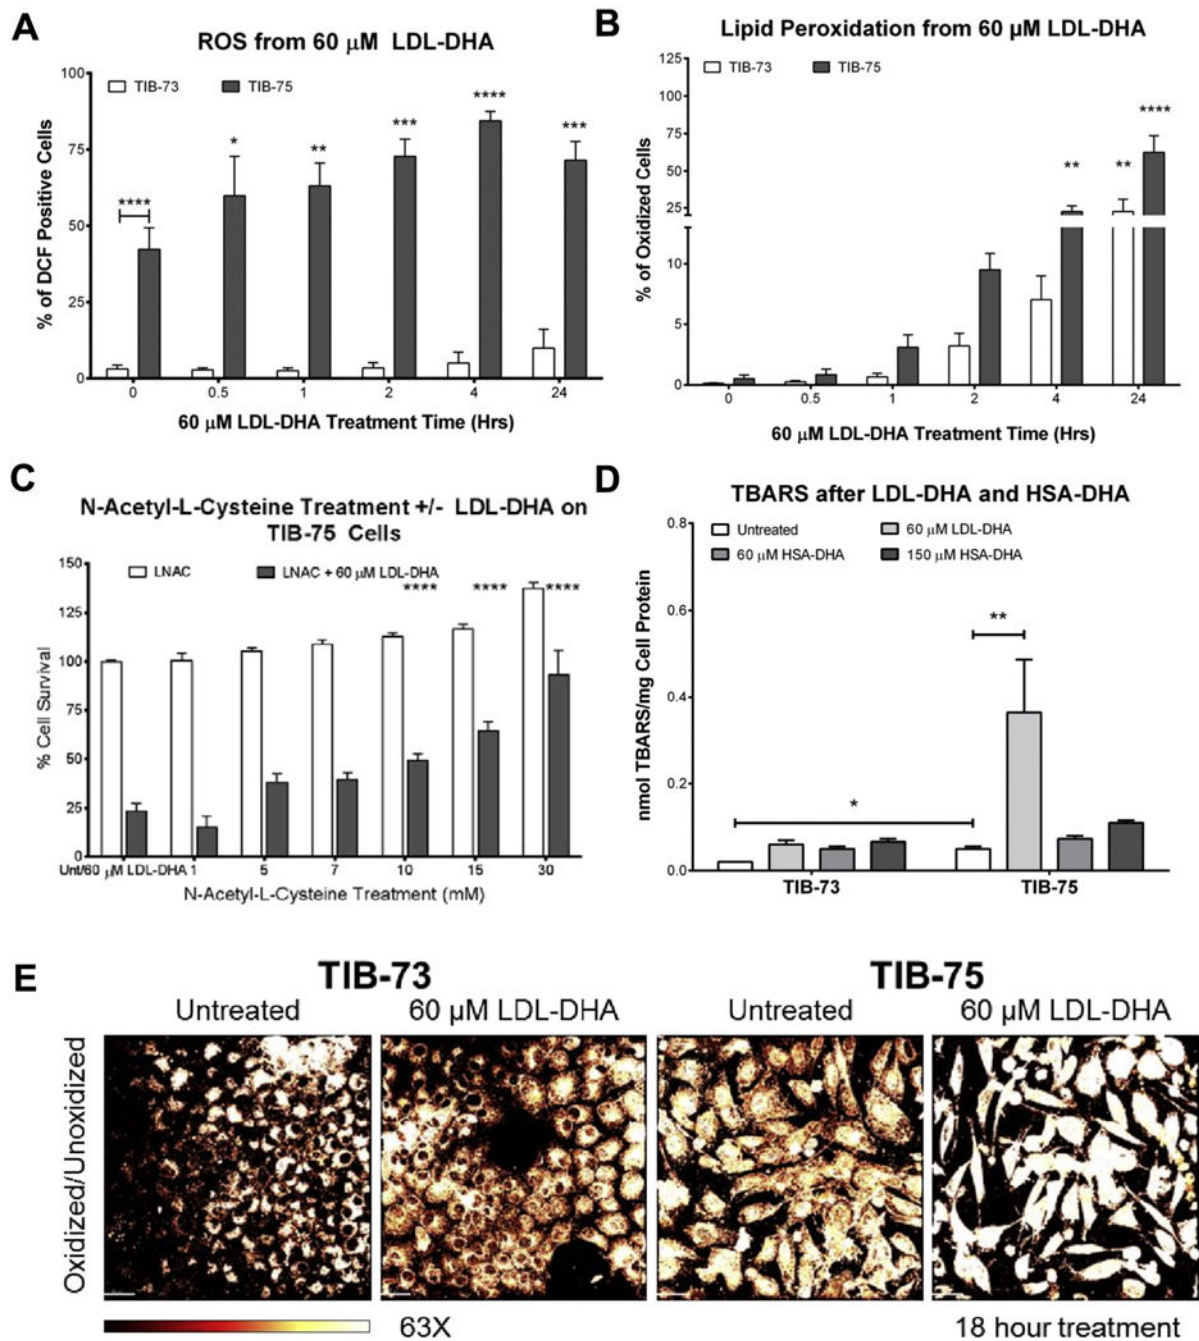 A
ROS from 60 μM LDL-DHA
TIB-73 TIB-75
% of DCF Positive Cells
100
75
50
25
0
****
*
**
***
****
***
0 0.5 1 2 4 24
60 μM LDL-DHA Treatment Time (Hrs)
B
Lipid Peroxidation from 60 μM LDL-DHA
TIB-73 TIB-75
% of Oxidized Cells
125
100
75
50
25
10
5
0
**
**
****
0 0.5 1 2 4 24
60 μM LDL-DHA Treatment Time (Hrs)
C
N-Acetyl-L-Cysteine Treatment +/- LDL-DHA on
TIB-75 Cells
LNAC LNAC + 60 μM LDL-DHA
% Cell Survival
150
125
100
75
50
25
0
**** **** ****
Unt/60 μM LDL-DHA 1 5 7 10 15 30
N-Acetyl-L-Cysteine Treatment (mM)
D
TBARS after LDL-DHA and HSA-DHA
Untreated 60 μM LDL-DHA
60 μM HSA-DHA 150 μM HSA-DHA
nmol TBARS/mg Cell Protein
0.8
0.6
0.4
0.2
0.0
*
**
TIB-73 TIB-75
E
TIB-73 TIB-75
Untreated 60 μM LDL-DHA Untreated 60 μM LDL-DHA
Oxidized/Unoxidized
63X 18 hour treatment